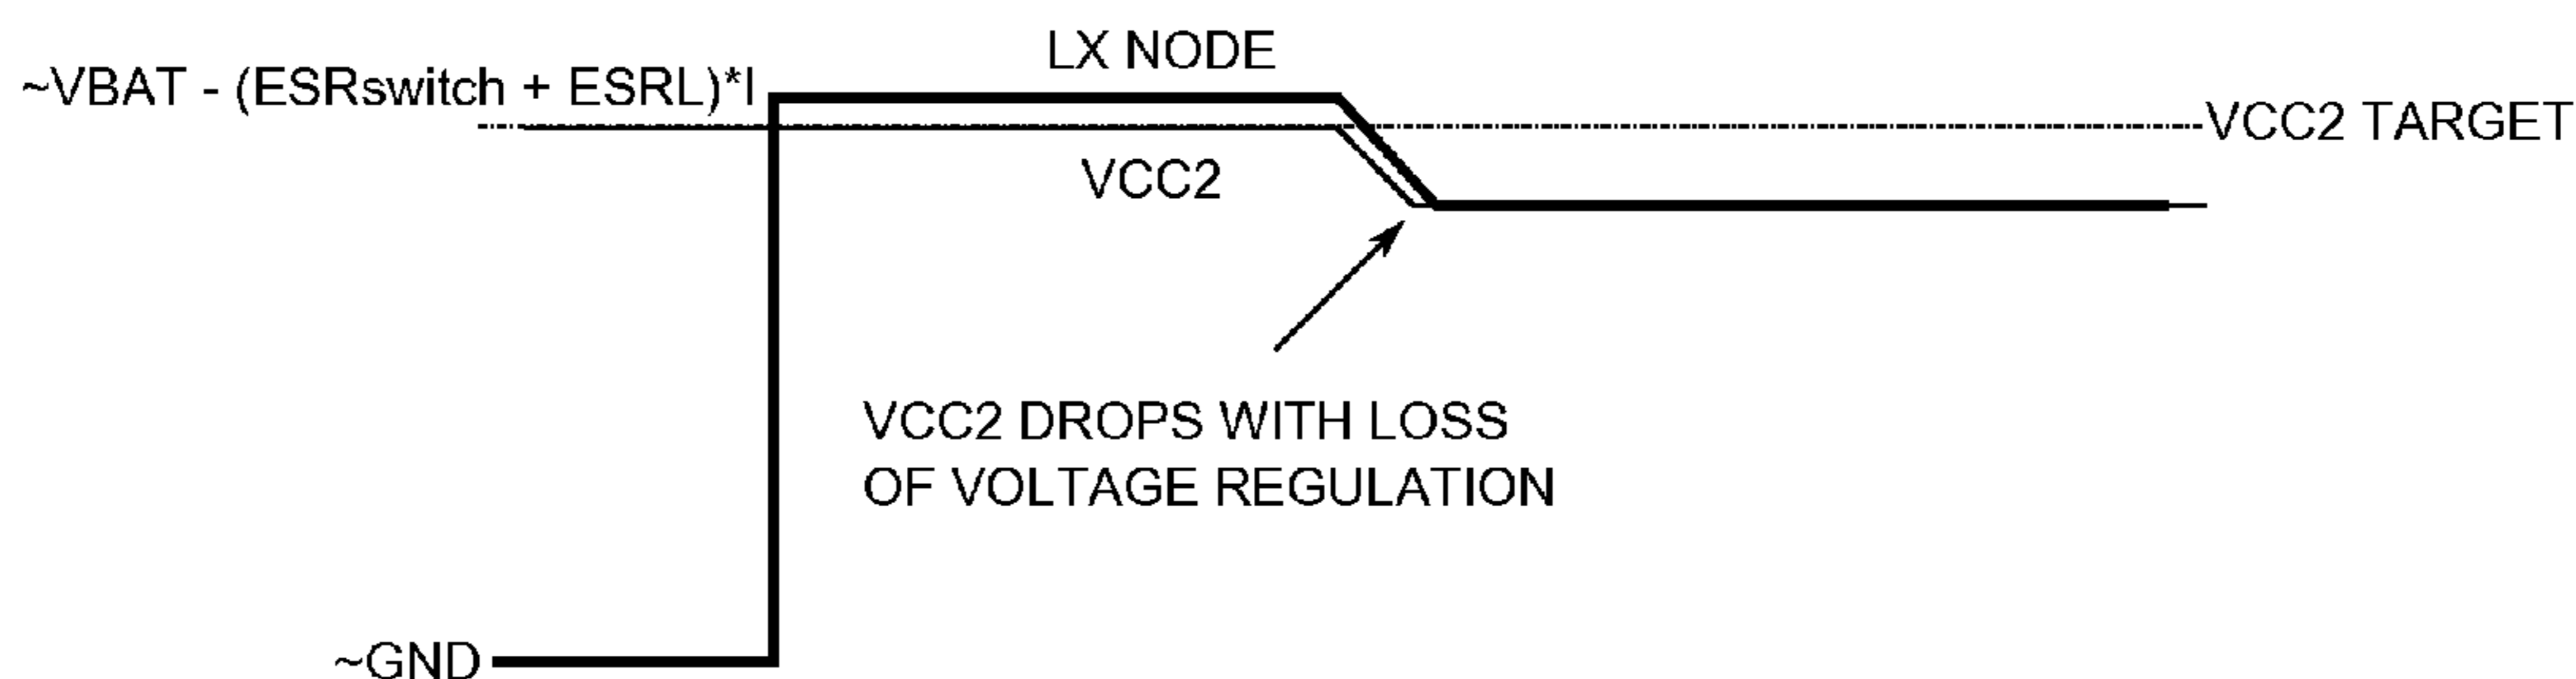 LX NODE
~VBAT - (ESRswitch + ESRL)*I
VCC2 TARGET
VCC2
VCC2 DROPS WITH LOSS
OF VOLTAGE REGULATION
~GND